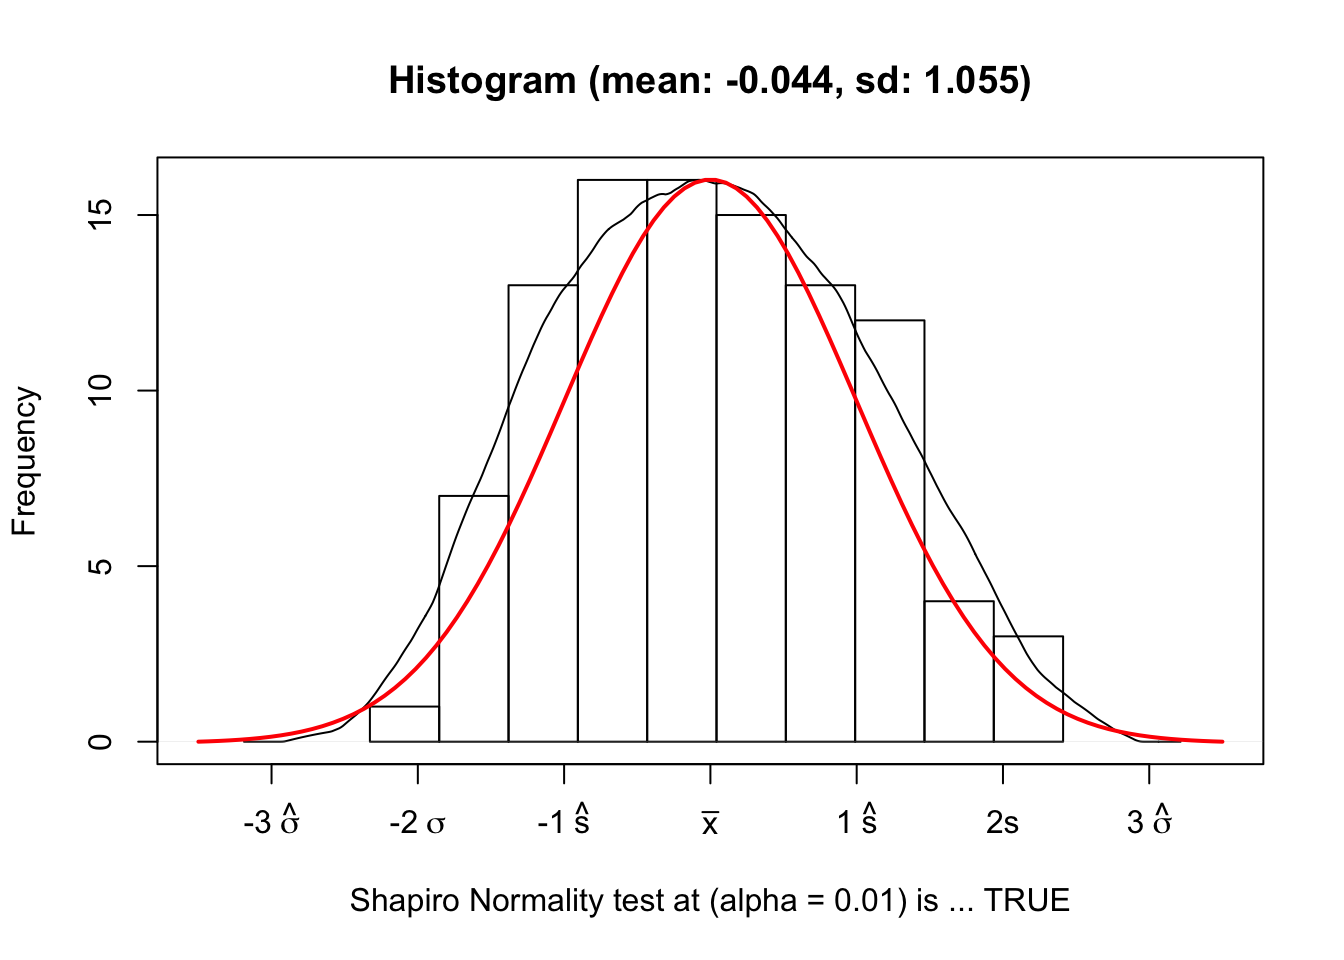 Histogram (mean: -0.044, sd: 1.055)
Frequency
15
10
5
0
-3 σ̂ -2 σ -1 ŝ x̅ 1 ŝ 2s 3 σ̂
Shapiro Normality test at (alpha = 0.01) is ... TRUE